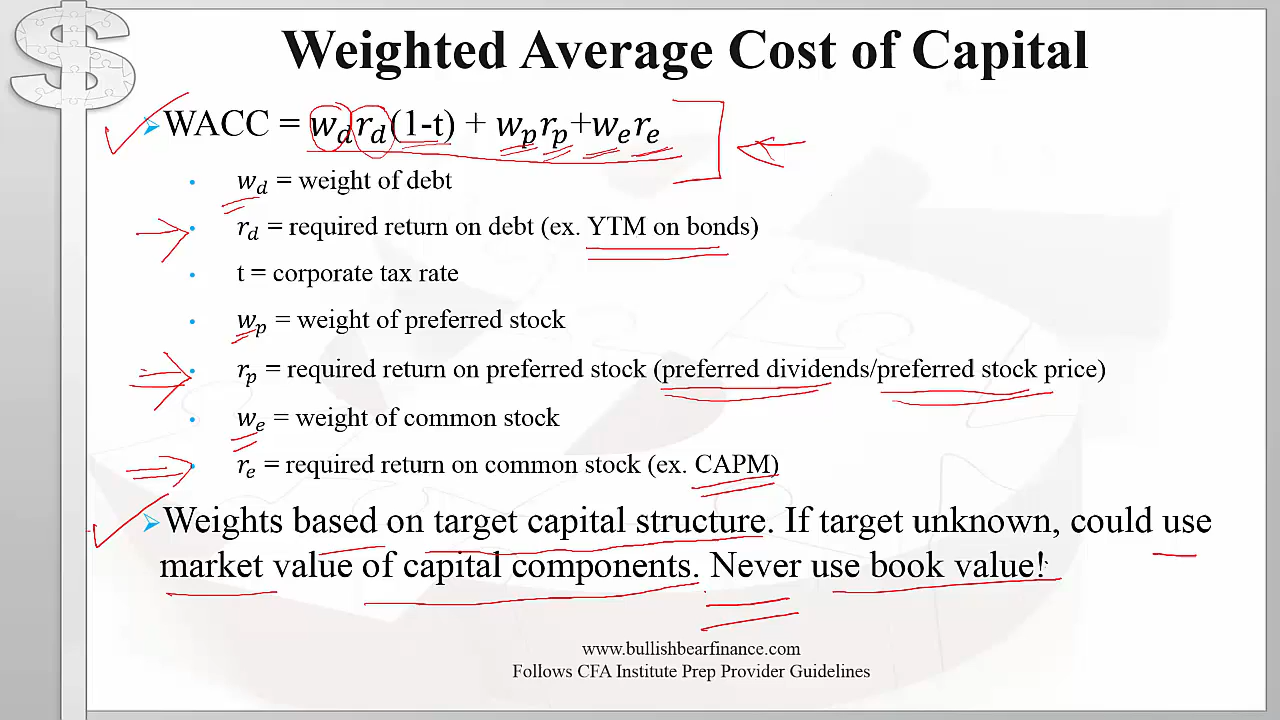 Weighted Average Cost of Capital
WACC = w_d r_d(1-t) + w_p r_p+w_e r_e
w_d = weight of debt
r_d = required return on debt (ex. YTM on bonds)
t = corporate tax rate
w_p = weight of preferred stock
r_p = required return on preferred stock (preferred dividends/preferred stock price)
w_e = weight of common stock
r_e = required return on common stock (ex. CAPM)
Weights based on target capital structure. If target unknown, could use
market value of capital components. Never use book value!
www.bullishbearfinance.com
Follows CFA Institute Prep Provider Guidelines